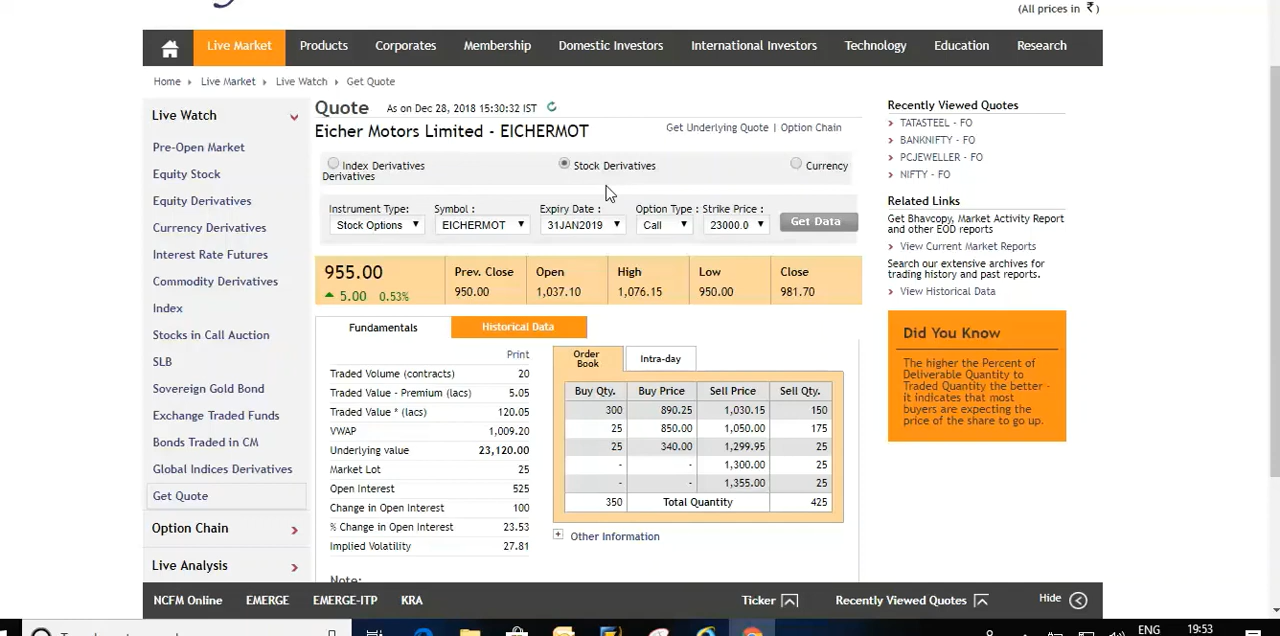 (All prices in ₹)
Live Market Products Corporates Membership Domestic Investors International Investors Technology Education Research
Home Live Market Live Watch Get Quote
Live Watch
Pre-Open Market
Equity Stock
Equity Derivatives
Currency Derivatives
Interest Rate Futures
Commodity Derivatives
Index
Stocks in Call Auction
SLB
Sovereign Gold Bond
Exchange Traded Funds
Bonds Traded in CM
Global Indices Derivatives
Get Quote
Option Chain
Live Analysis
Quote As on Dec 28, 2018 15:30:32 IST
Eicher Motors Limited - EICHERMOT Get Underlying Quote | Option Chain
Index Derivatives Stock Derivatives Currency
Derivatives
Instrument Type: Symbol : Expiry Date : Option Type : Strike Price :
Stock Options EICHERMOT 31JAN2019 Call 23000.0 Get Data
955.00 Prev. Close Open High Low Close
5.00 0.53% 950.00 1,037.10 1,076.15 950.00 981.70
Fundamentals Historical Data
Print
Traded Volume (contracts) 20
Traded Value - Premium (lacs) 5.05
Traded Value * (lacs) 120.05
VWAP 1,009.20
Underlying value 23,120.00
Market Lot 25
Open Interest 525
Change in Open Interest 100
% Change in Open Interest 23.53
Implied Volatility 27.81
Note:
Order Book Intra-day
Buy Qty. Buy Price Sell Price Sell Qty.
300 890.25 1,030.15 150
25 850.00 1,050.00 175
25 340.00 1,299.95 25
- - 1,300.00 25
- - 1,355.00 25
350 Total Quantity 425
+ Other Information
Recently Viewed Quotes
TATASTEEL - FO
BANKNIFTY - FO
PCJEWELLER - FO
NIFTY - FO
Related Links
Get Bhavcopy, Market Activity Report
and other EOD reports
View Current Market Reports
Search our extensive archives for
trading history and past reports.
View Historical Data
Did You Know
The higher the Percent of
Deliverable Quantity to
Traded Quantity the better -
it indicates that most
buyers are expecting the
price of the share to go up.
NCFM Online EMERGE EMERGE-ITP KRA Ticker Recently Viewed Quotes Hide
ENG 19:53